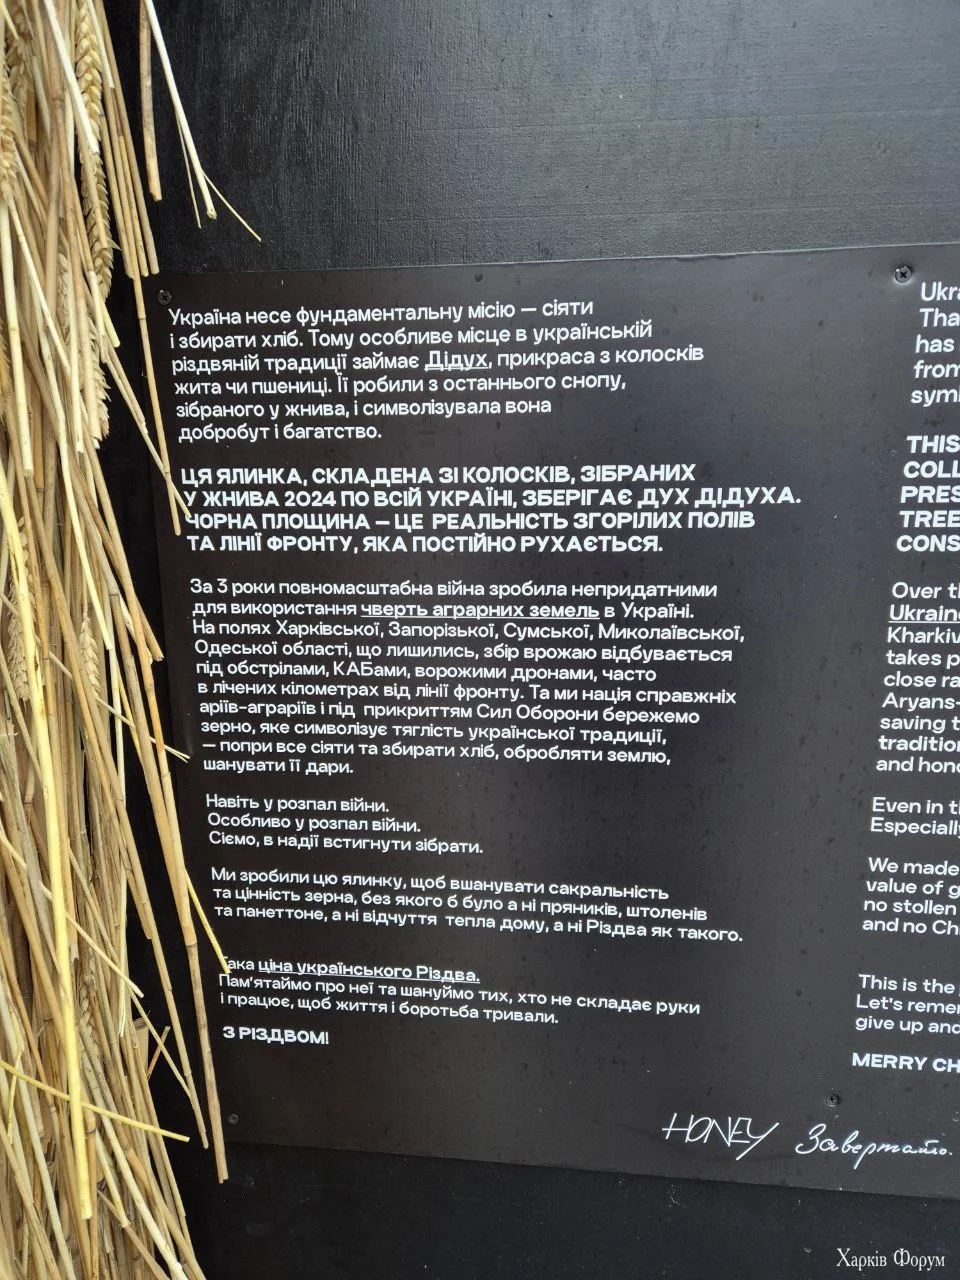 Україна несе фундаментальну місію — сіяти
і збирати хліб. Тому особливе місце в українській
різдвяній традиції займає Дідух, прикраса з колосків
жита чи пшениці. Її робили з останнього снопу,
зібраного у жнива, і символізувала вона
добробут і багатство.
ЦЯ ЯЛИНКА, СКЛАДЕНА ЗІ КОЛОСКІВ, ЗІБРАНИХ
У ЖНИВА 2024 ПО ВСІЙ УКРАЇНІ, ЗБЕРІГАЄ ДУХ ДІДУХА.
ЧОРНА ПЛОЩИНА — ЦЕ РЕАЛЬНІСТЬ ЗГОРІЛИХ ПОЛІВ
ТА ЛІНІЇ ФРОНТУ, ЯКА ПОСТІЙНО РУХАЄТЬСЯ.
За 3 роки повномасштабна війна зробила непридатними
для використання чверть аграрних земель в Україні.
На полях Харківської, Запорізької, Сумської, Миколаївської,
Одеської області, що лишились, збір врожаю відбувається
під обстрілами, КАБами, ворожими дронами, часто
в лічених кілометрах від лінії фронту. Та ми нація справжніх
аріїв-аграріїв і під прикриттям Сил Оборони бережемо
зерно, яке символізує тяглість української традиції,
— попри все сіяти та збирати хліб, обробляти землю,
шанувати її дари.
Навіть у розпал війни.
Особливо у розпал війни.
Сіємо, в надії встигнути зібрати.
Ми зробили цю ялинку, щоб вшанувати сакральність
та цінність зерна, без якого б було а ні пряників, штоленів
та панеттоне, а ні відчуття тепла дому, а ні Різдва як такого.
Така ціна українського Різдва.
Пам'ятаймо про неї та шануймо тих, хто не складає руки
і працює, щоб життя і боротьба тривали.
З РІЗДВОМ!
Ukra
Tha
has
from
sym
THIS
COLL
PRES
TREE
CONS
Over th
Ukraine
Kharkiv
takes p
close ra
Aryans-
saving t
tradition
and hono
Even in th
Especially
We made
value of g
no stollen
and no Ch
This is the
Let's remem
give up and
MERRY CH
HONEY Завертайло.
Харків Форум